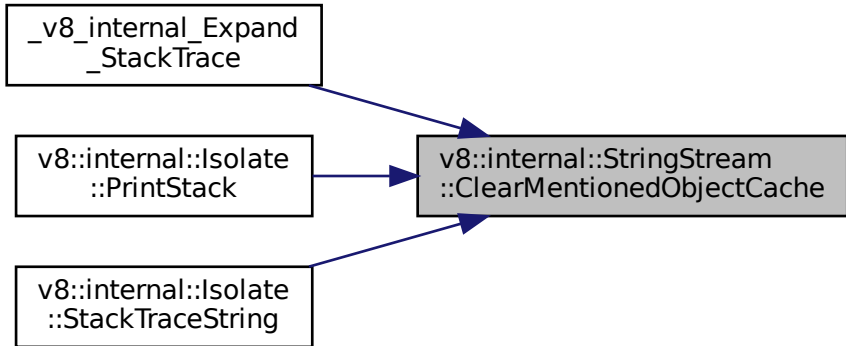 _v8_internal_Expand
_StackTrace
v8::internal::Isolate
::PrintStack
v8::internal::StringStream
::ClearMentionedObjectCache
v8::internal::Isolate
::StackTraceString